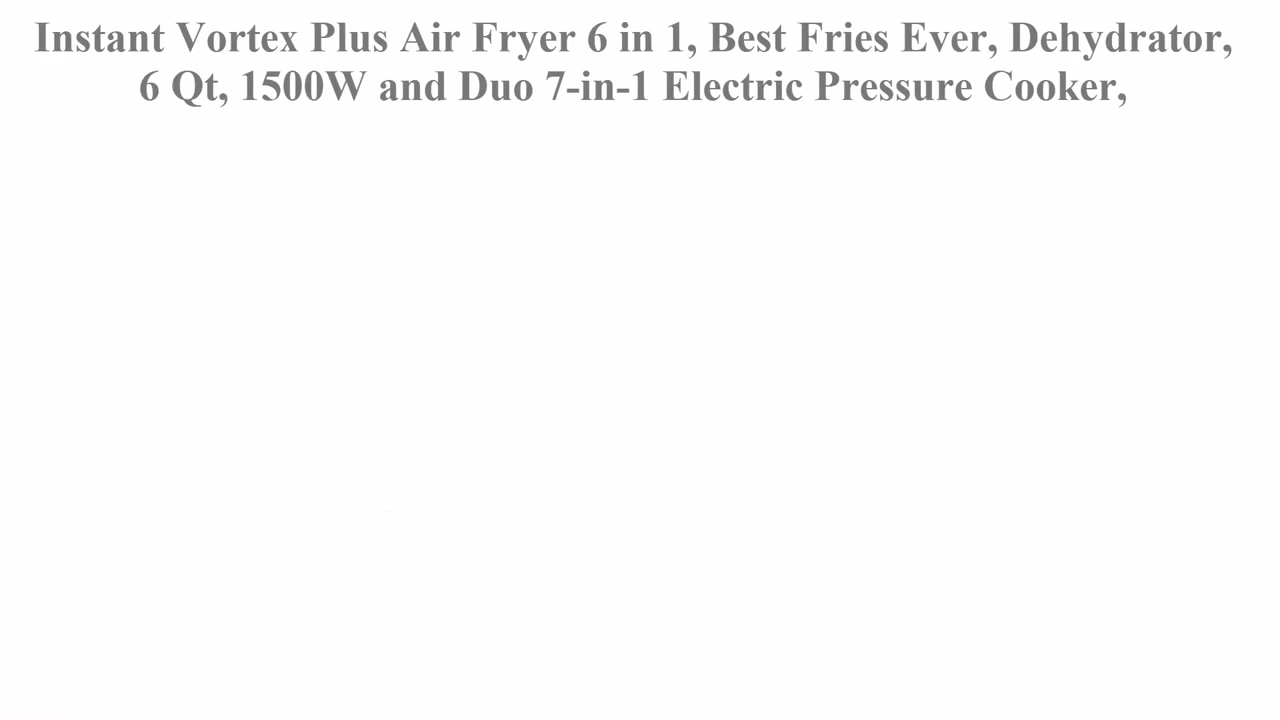 Instant Vortex Plus Air Fryer 6 in 1, Best Fries Ever, Dehydrator,
6 Qt, 1500W and Duo 7-in-1 Electric Pressure Cooker,